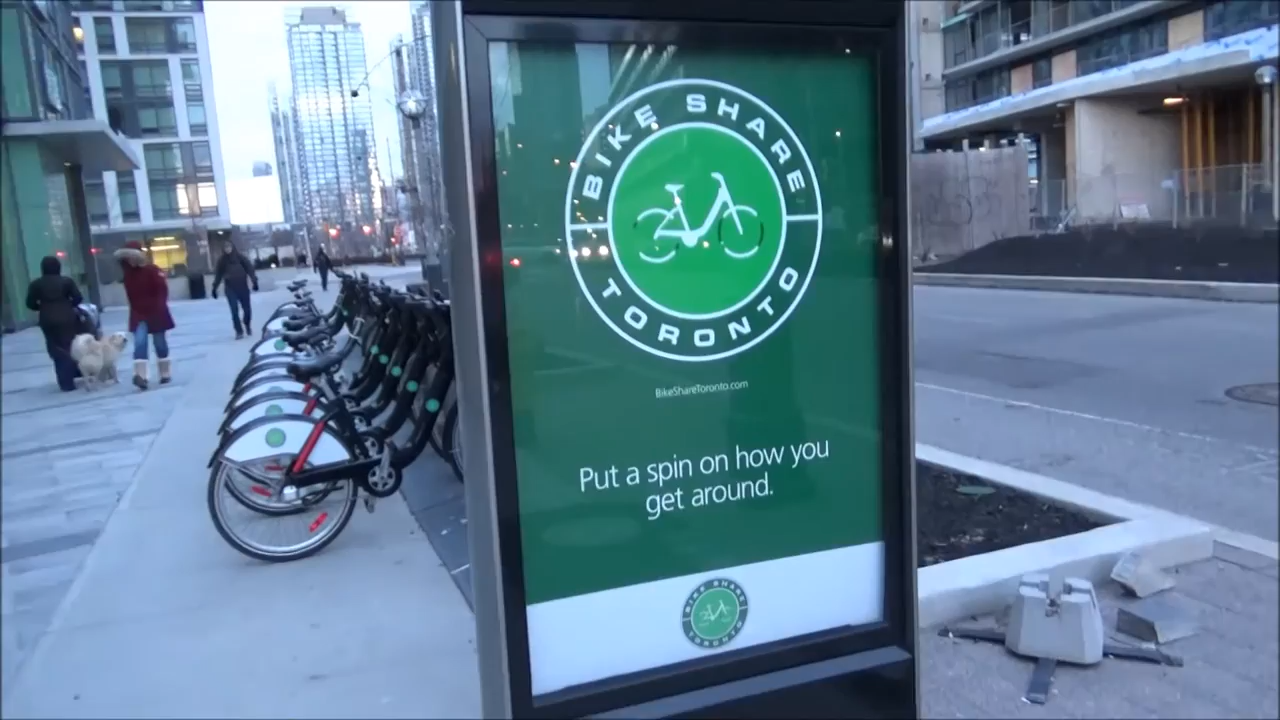 BIKE SHARE
TORONTO
BikeShareToronto.com
Put a spin on how you
get around.
BIKE SHARE
TORONTO